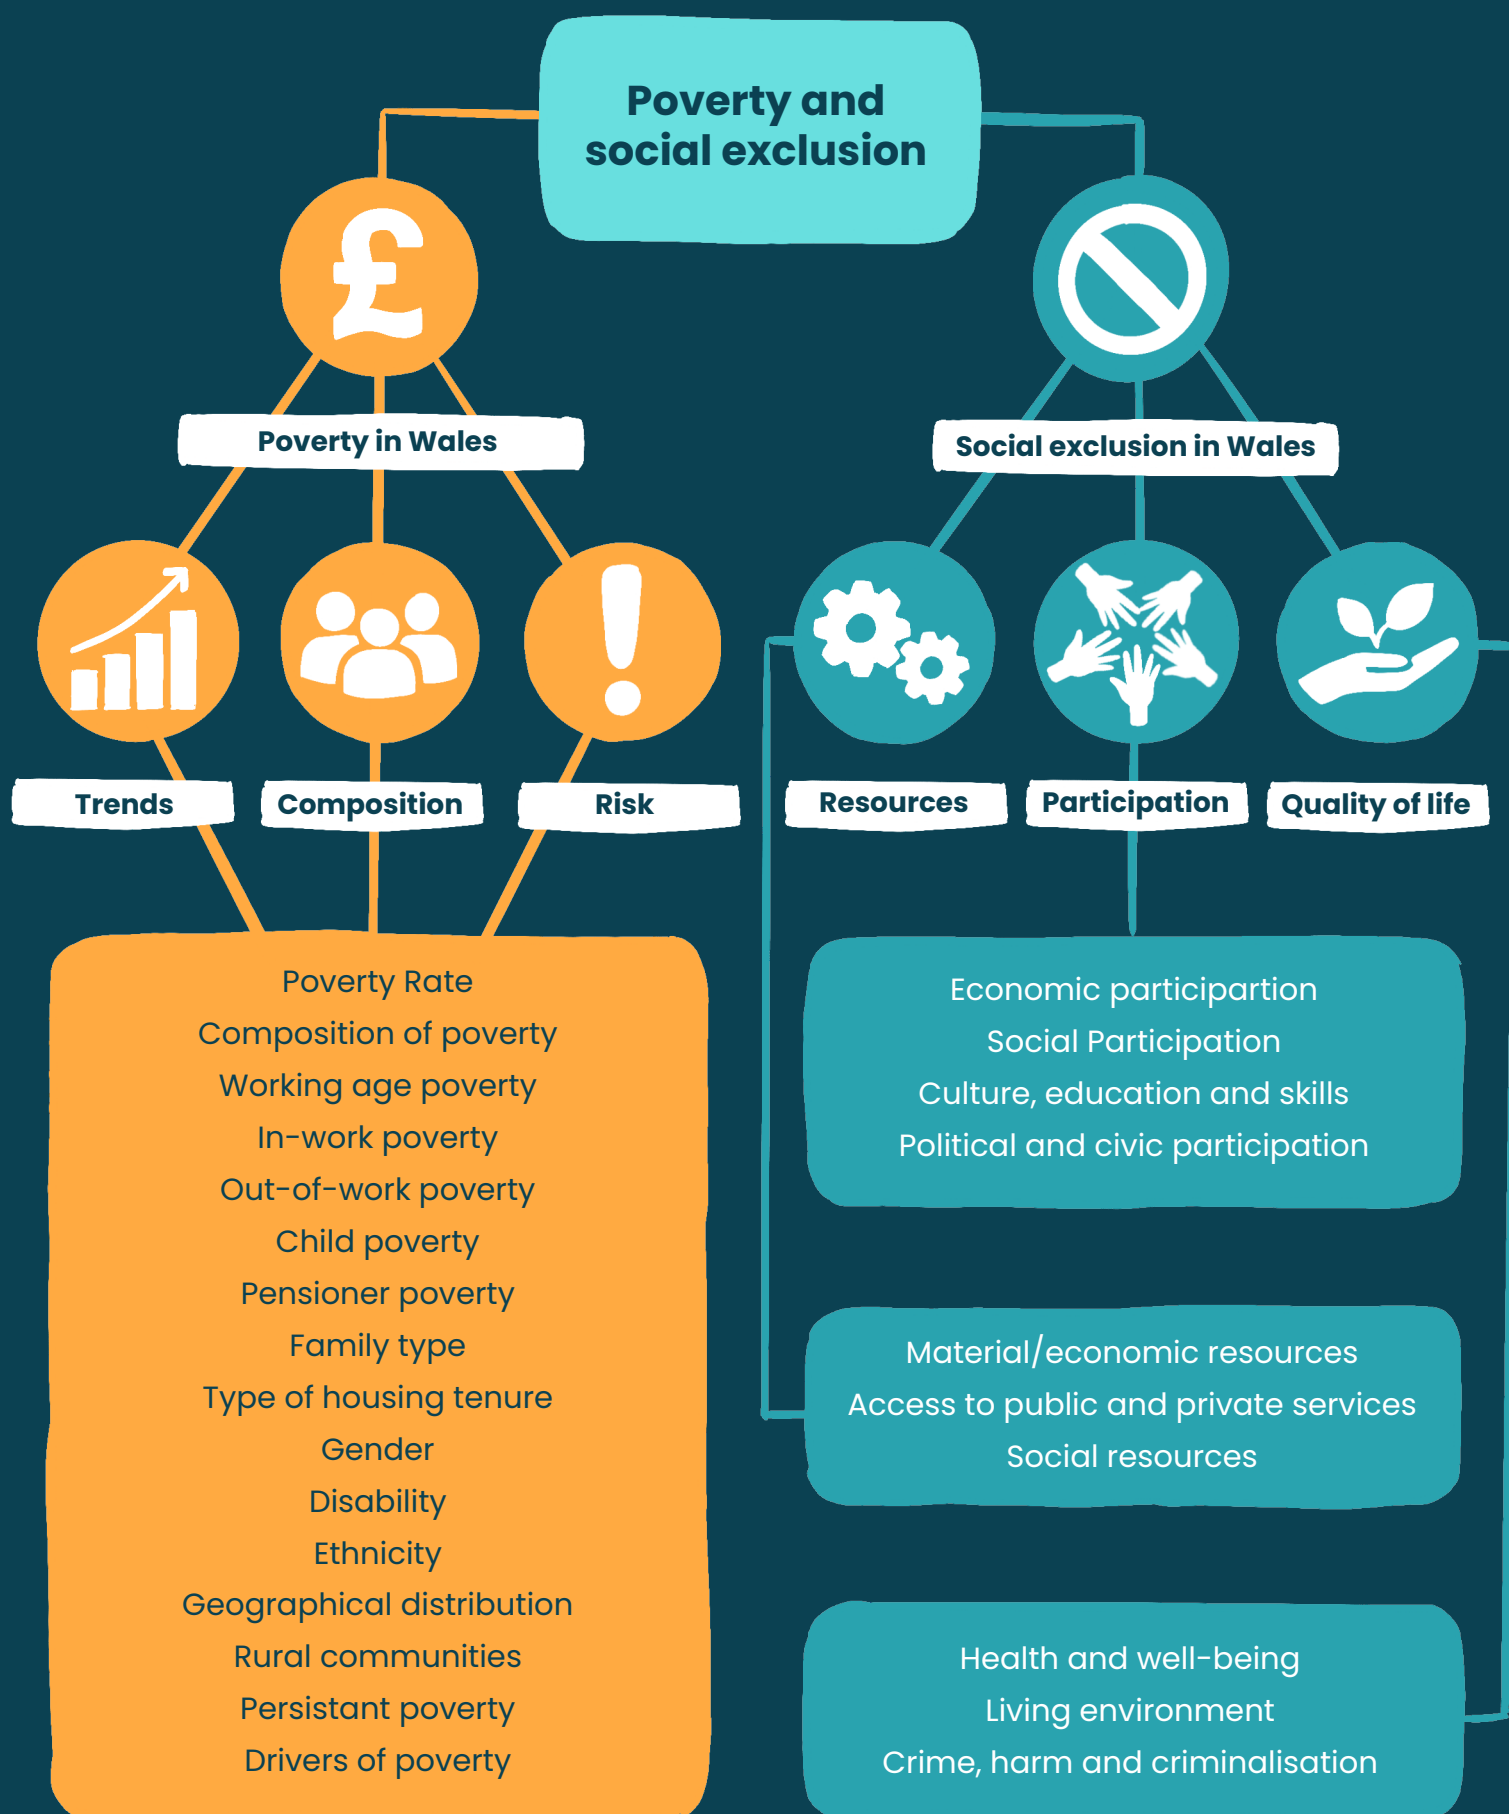 Poverty and
social exclusion
£
Poverty in Wales
Social exclusion in Wales
Trends
Composition
Risk
Resources
Participation
Quality of life
Poverty Rate
Composition of poverty
Working age poverty
In-work poverty
Out-of-work poverty
Child poverty
Pensioner poverty
Family type
Type of housing tenure
Gender
Disability
Ethnicity
Geographical distribution
Rural communities
Persistant poverty
Drivers of poverty
Economic participartion
Social Participation
Culture, education and skills
Political and civic participation
Material/economic resources
Access to public and private services
Social resources
Health and well-being
Living environment
Crime, harm and criminalisation